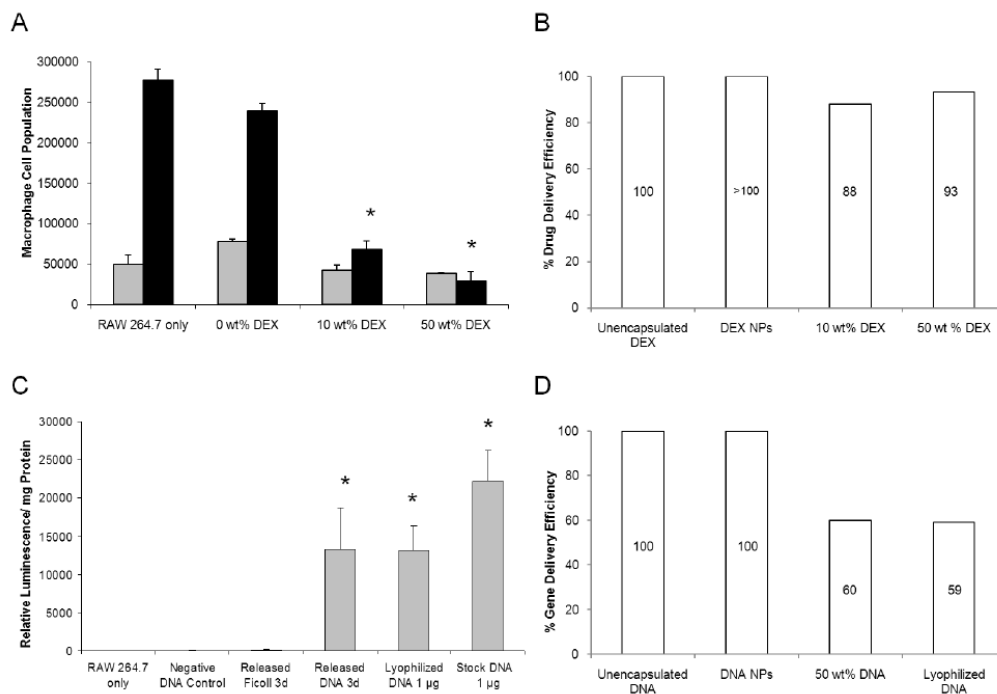 A
Macrophage Cell Population
300000
250000
200000
150000
100000
50000
0
*
*
RAW 264.7 only
0 wt% DEX
10 wt% DEX
50 wt% DEX
B
% Drug Delivery Efficiency
100
80
60
40
20
0
100
>100
88
93
Unencapsulated
DEX
DEX NPs
10 wt% DEX
50 wt % DEX
C
Relative Luminescence/ mg Protein
30000
25000
20000
15000
10000
5000
0
*
*
*
RAW 264.7
only
Negative
DNA Control
Released
Ficoll 3d
Released
DNA 3d
Lyophilized
DNA 1 µg
Stock DNA
1 µg
D
% Gene Delivery Efficiency
100
80
60
40
20
0
100
100
60
59
Unencapsulated
DNA
DNA NPs
50 wt% DNA
Lyophilized
DNA